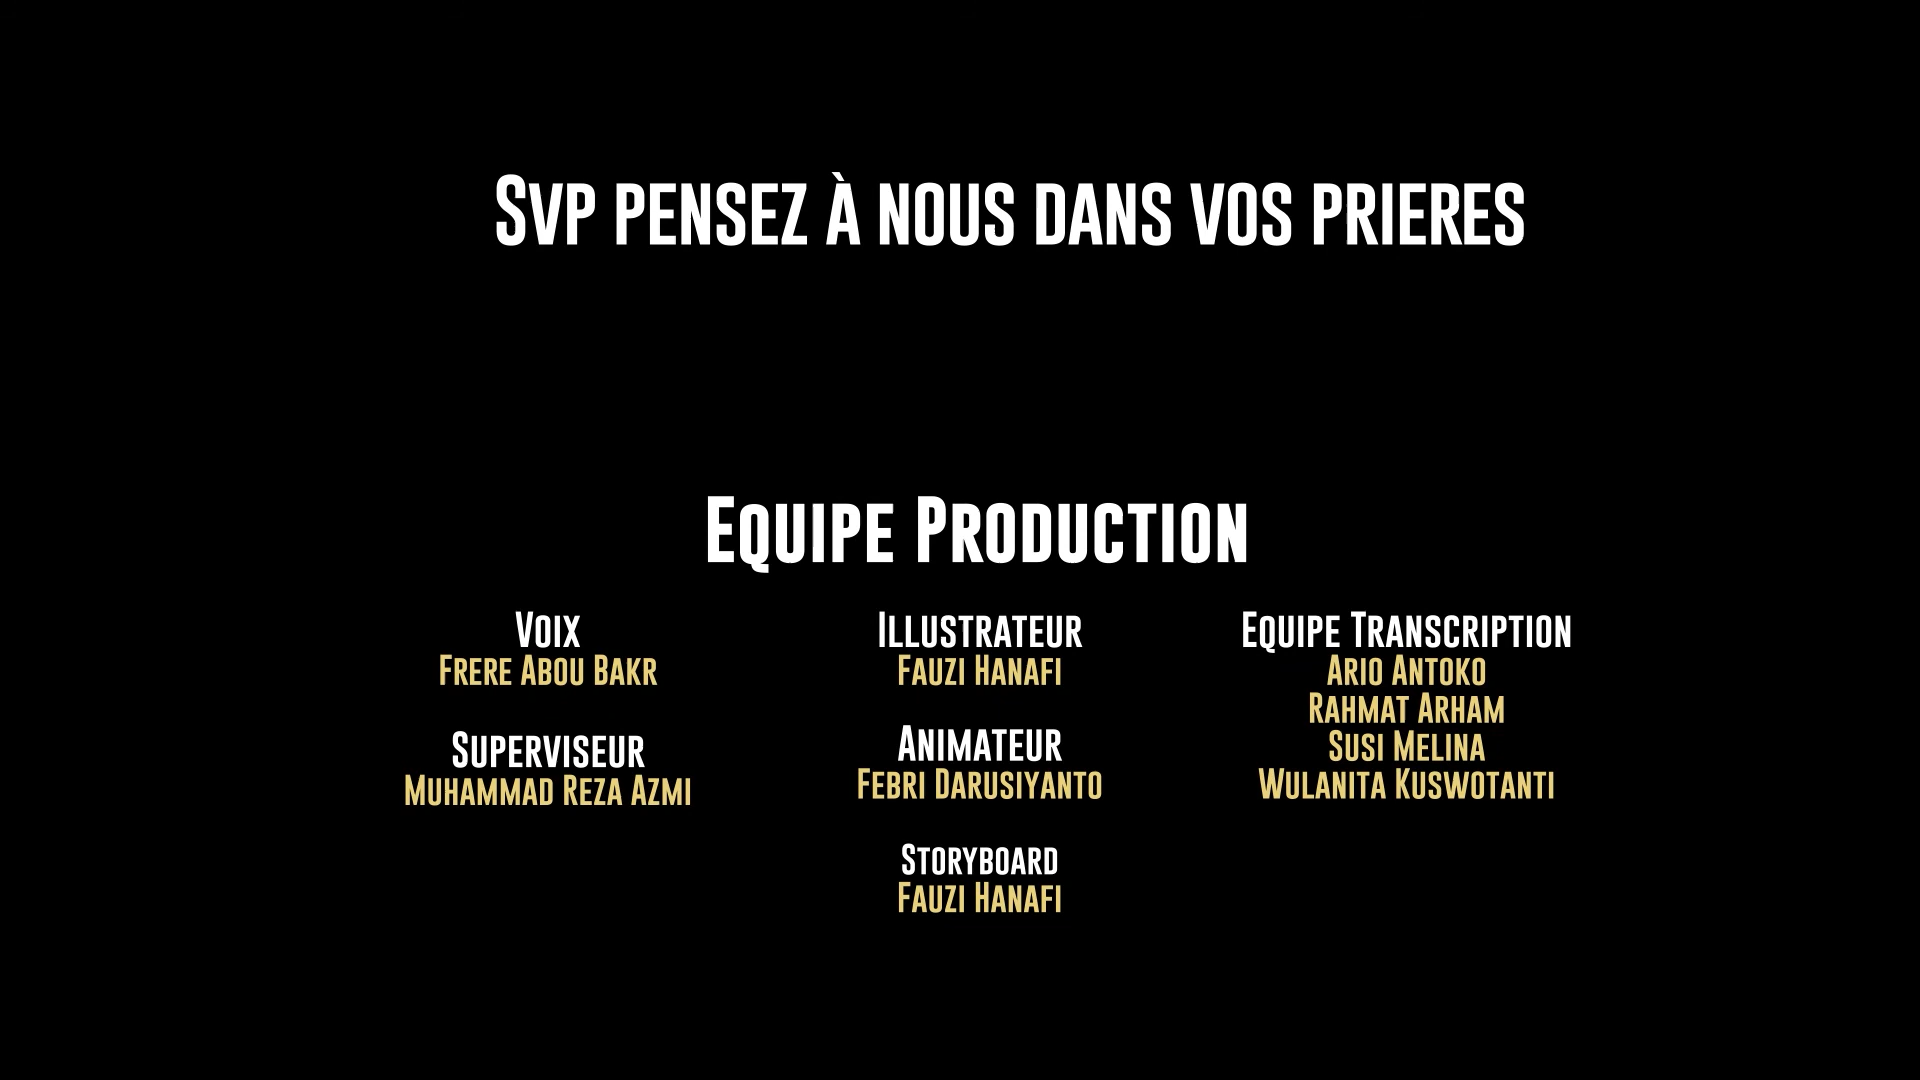 Svp pensez à nous dans vos prieres
Equipe Production
Voix
Frere Abou Bakr
Superviseur
Muhammad Reza Azmi
Illustrateur
Fauzi Hanafi
Animateur
Febri Darusiyanto
Storyboard
Fauzi Hanafi
Equipe Transcription
Ario Antoko
Rahmat Arham
Susi Melina
Wulanita Kuswotanti